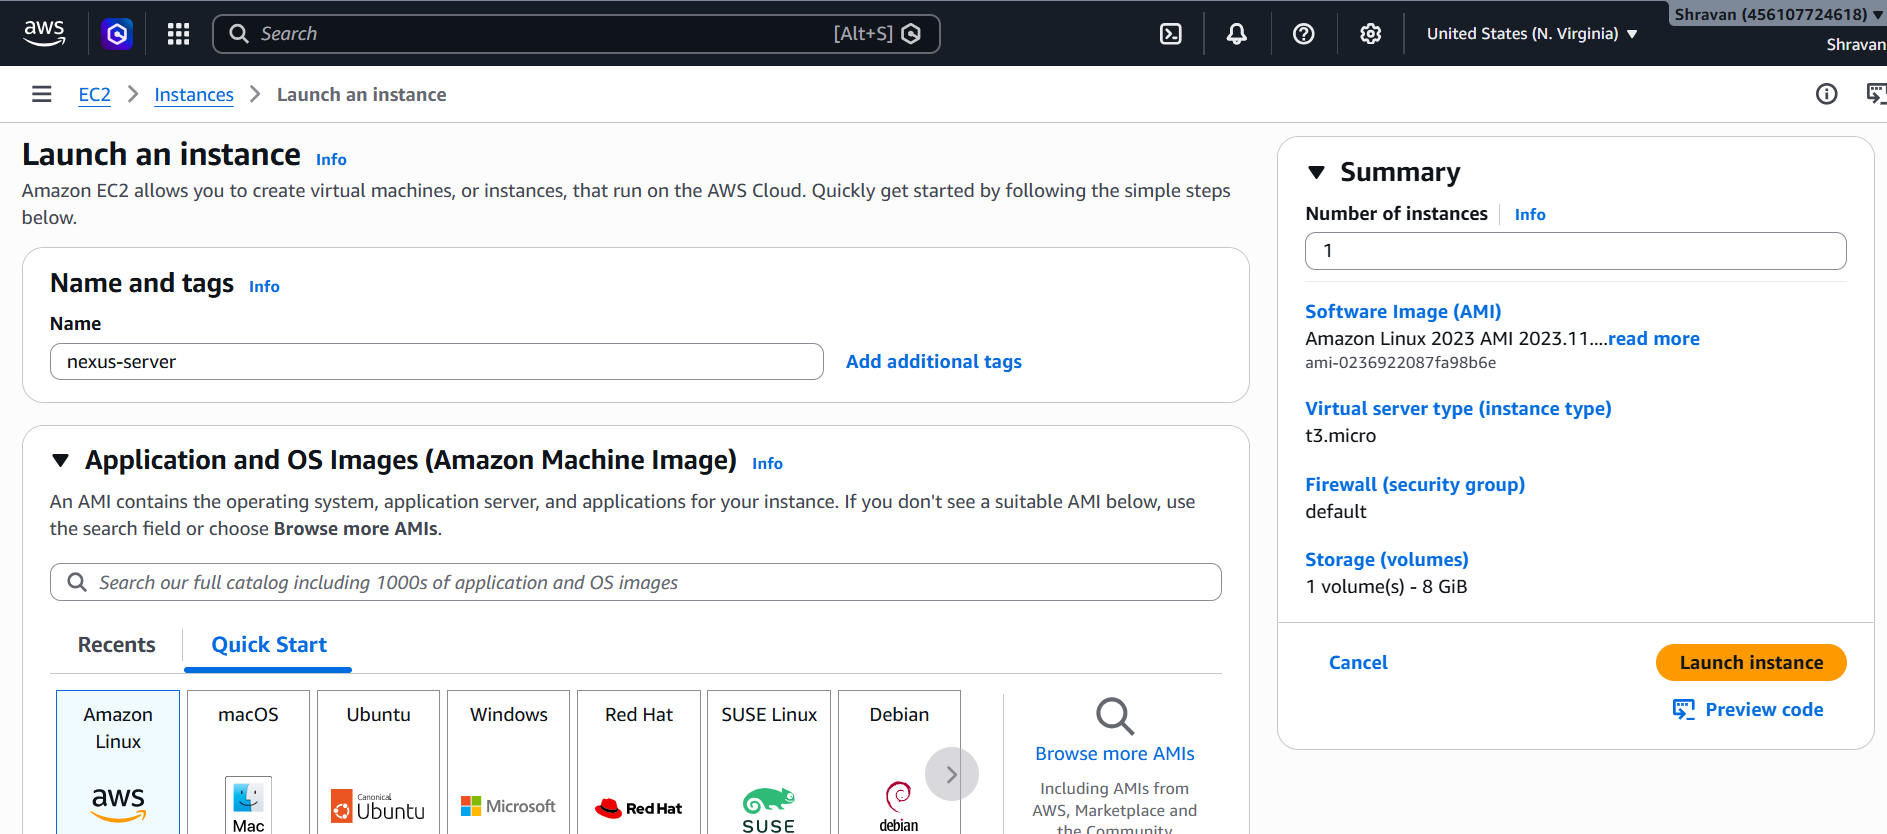 aws
Search
[Alt+S]
United States (N. Virginia)
Shravan (456107724618)
Shravan
EC2
Instances
Launch an instance
Launch an instance
Info
Amazon EC2 allows you to create virtual machines, or instances, that run on the AWS Cloud. Quickly get started by following the simple steps
below.
Name and tags
Info
Name
nexus-server
Add additional tags
Application and OS Images (Amazon Machine Image)
Info
An AMI contains the operating system, application server, and applications for your instance. If you don't see a suitable AMI below, use
the search field or choose Browse more AMIs.
Search our full catalog including 1000s of application and OS images
Recents
Quick Start
Amazon
Linux
aws
macOS
Mac
Ubuntu
Canonical
Ubuntu
Windows
Microsoft
Red Hat
Red Hat
SUSE Linux
SUSE
Debian
debian
Browse more AMIs
Including AMIs from
AWS, Marketplace and
the Community
Summary
Number of instances
Info
1
Software Image (AMI)
Amazon Linux 2023 AMI 2023.11....read more
ami-0236922087fa98b6e
Virtual server type (instance type)
t3.micro
Firewall (security group)
default
Storage (volumes)
1 volume(s) - 8 GiB
Cancel
Launch instance
Preview code